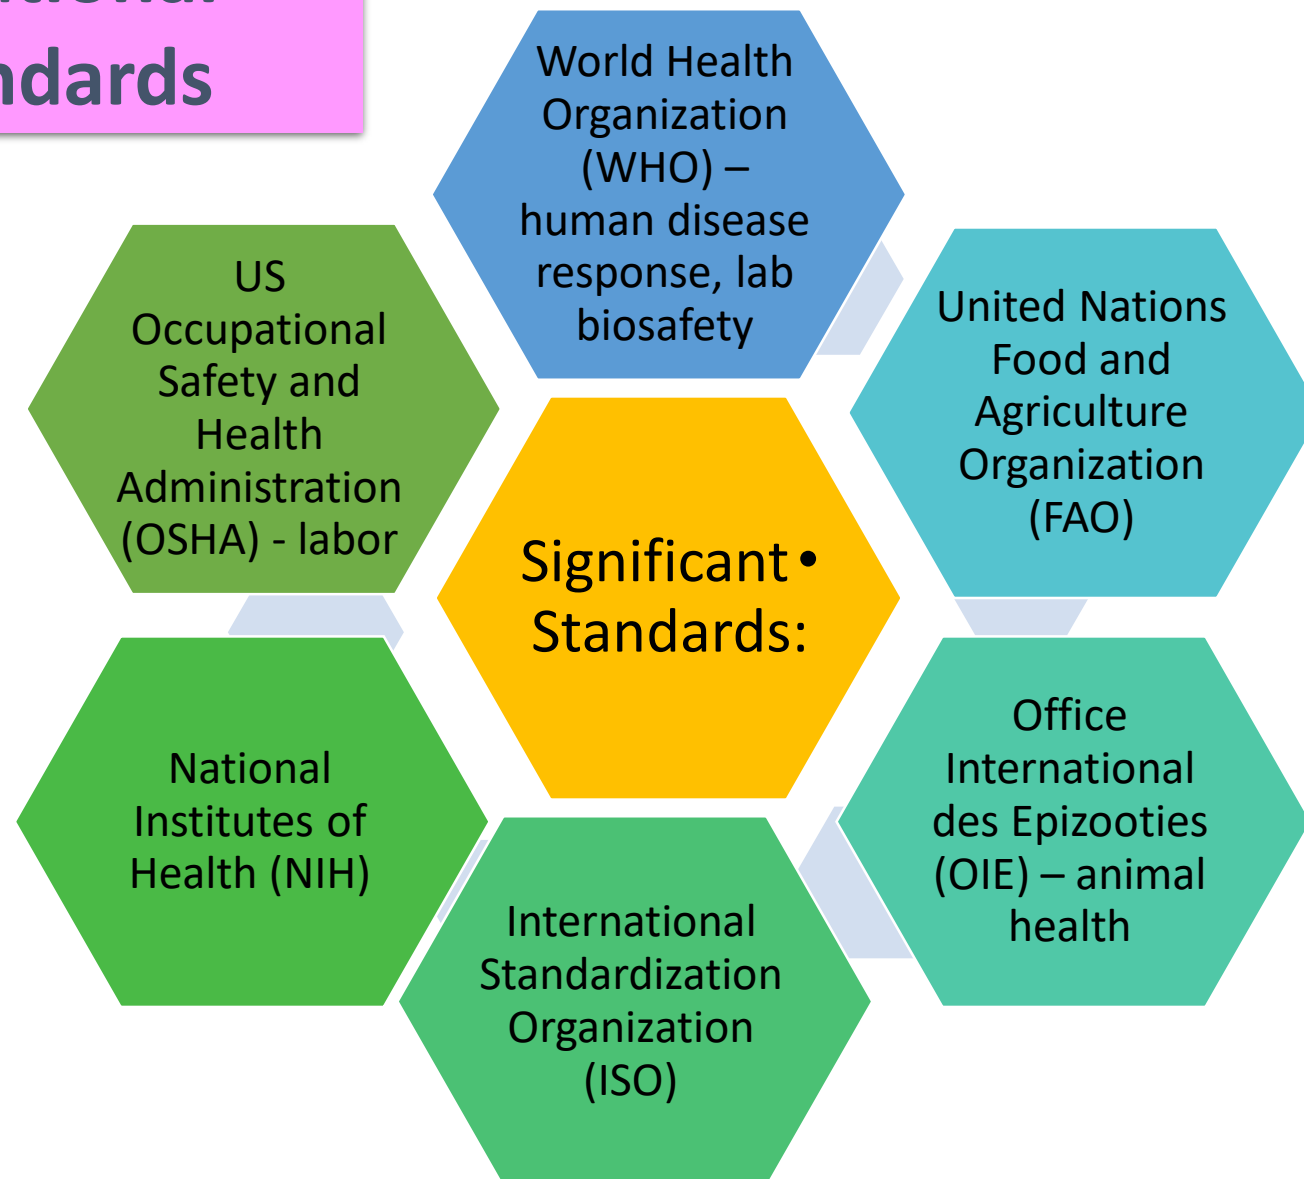 tional
ndards
World Health
Organization
(WHO) –
human disease
response, lab
biosafety
United Nations
Food and
Agriculture
Organization
(FAO)
Office
International
des Epizooties
(OIE) – animal
health
International
Standardization
Organization
(ISO)
National
Institutes of
Health (NIH)
US
Occupational
Safety and
Health
Administration
(OSHA) - labor
Significant •
Standards: